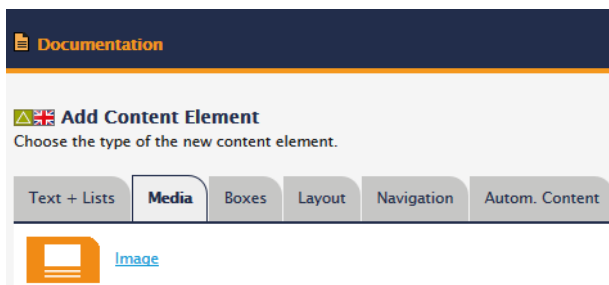 Documentation
Add Content Element
Choose the type of the new content element.
Text + Lists Media Boxes Layout Navigation Autom. Content
Image